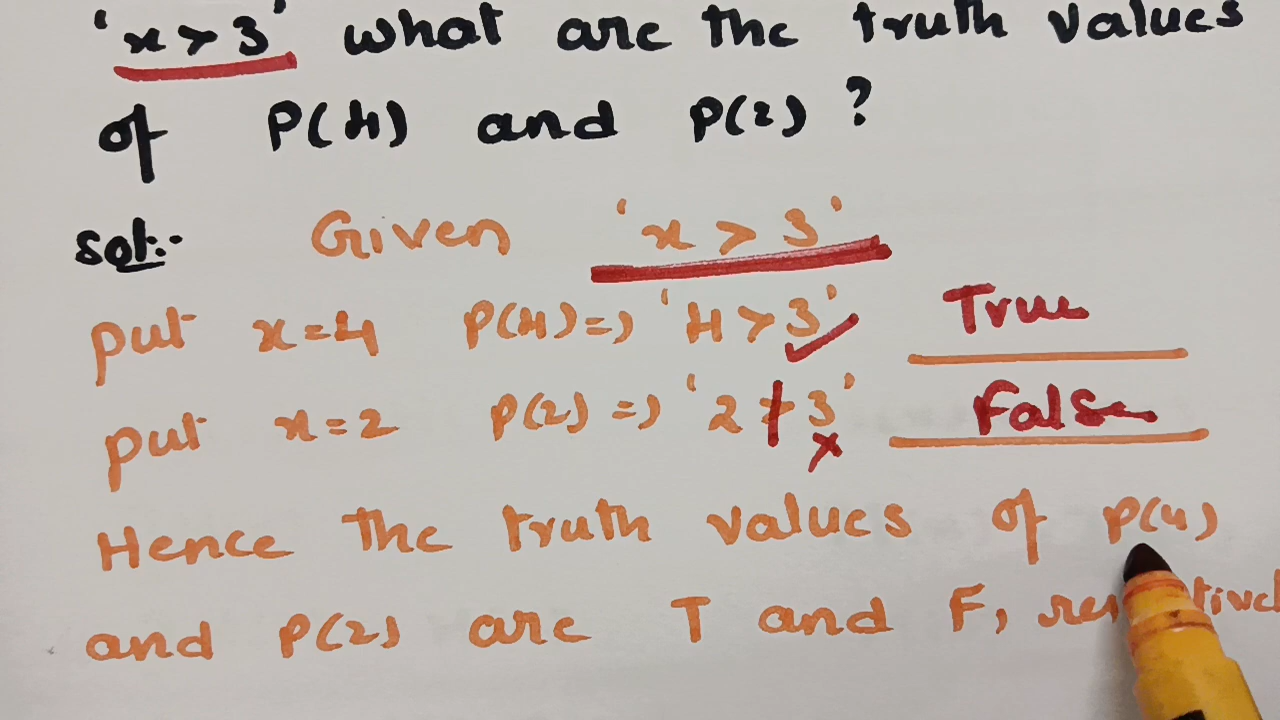 'x > 3' what are the truth values
of P(4) and P(2) ?
Sol:-
Given 'x > 3'
put x=4 P(4) => '4 > 3' True
put x=2 P(2) => '2 > 3' False
Hence the truth values of P(4)
and P(2) are T and F,